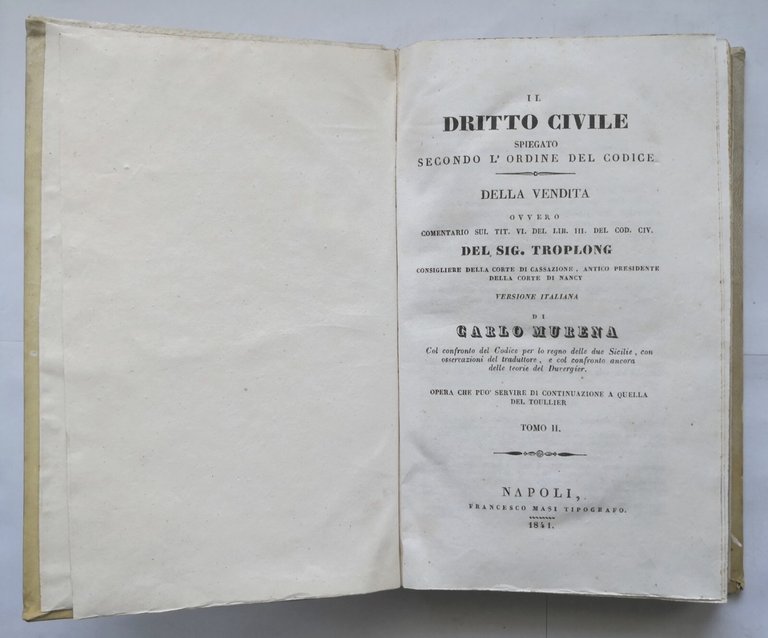 IL
DRITTO CIVILE
SPIEGATO
SECONDO L' ORDINE DEL CODICE
DELLA VENDITA
OVVERO
COMENTARIO SUL TIT. VI. DEL LIB. III. DEL COD. CIV.
DEL SIG. TROPLONG
CONSIGLIERE DELLA CORTE DI CASSAZIONE, ANTICO PRESIDENTE
DELLA CORTE DI NANCY
VERSIONE ITALIANA
DI
CARLO MURENA
Col confronto del Codice per lo regno delle due Sicilie, con
osservazioni del traduttore, e col confronto ancora
delle teorie del Duvergier.
OPERA CHE PUO' SERVIRE DI CONTINUAZIONE A QUELLA
DEL TOULLIER
TOMO II.
NAPOLI,
FRANCESCO MASI TIPOGRAFO.
1841.